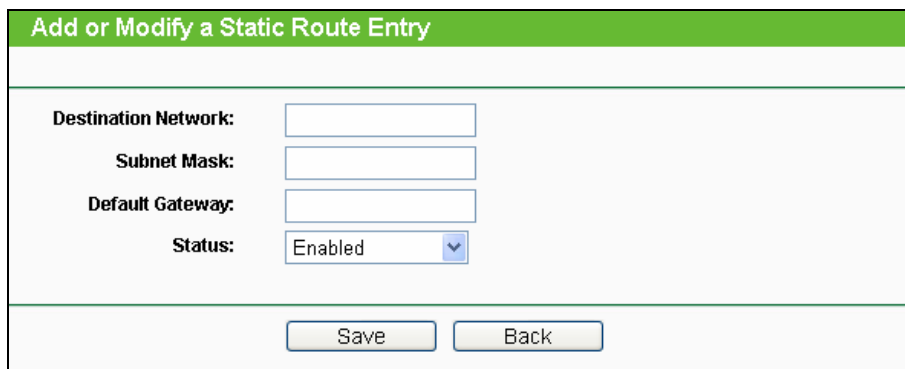 Add or Modify a Static Route Entry
Destination Network:
Subnet Mask:
Default Gateway:
Status: Enabled
Save Back